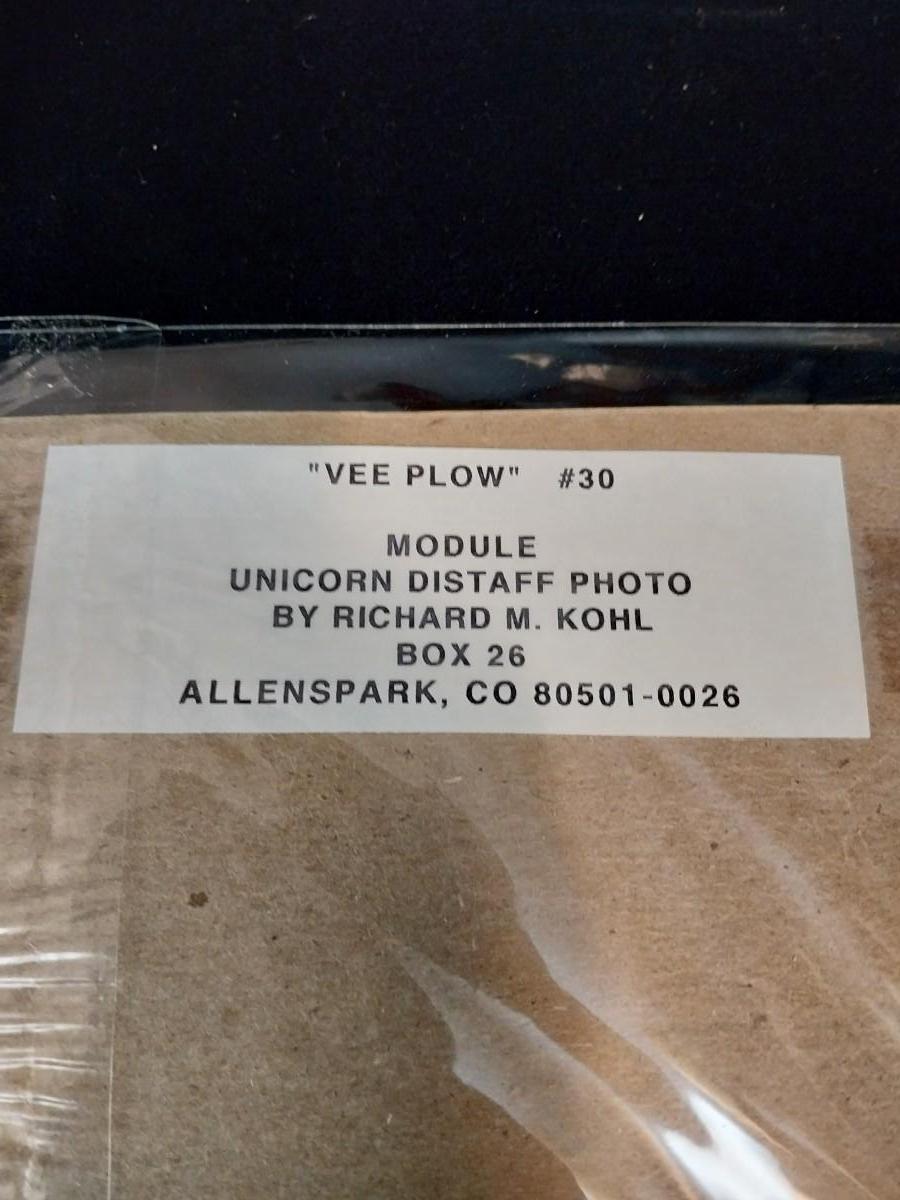 "VEE PLOW" #30
MODULE
UNICORN DISTAFF PHOTO
BY RICHARD M. KOHL
BOX 26
ALLENSPARK, CO 80501-0026